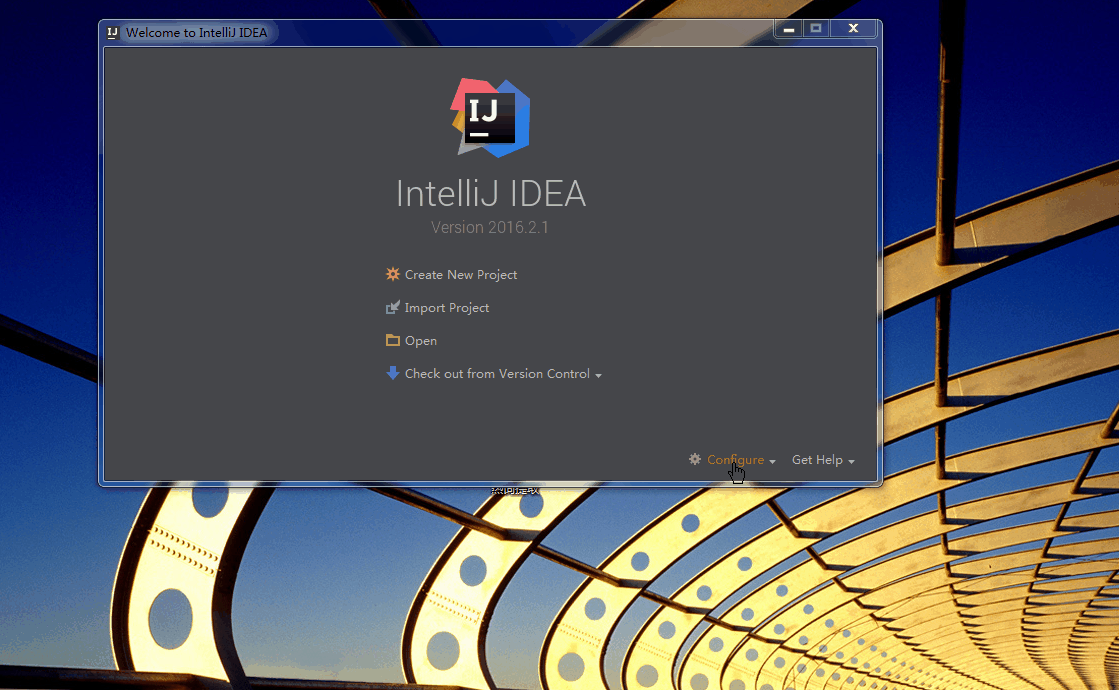 IJ Welcome to IntelliJ IDEA
IJ
IntelliJ IDEA
Version 2016.2.1
Create New Project
Import Project
Open
Check out from Version Control
Configure
Get Help